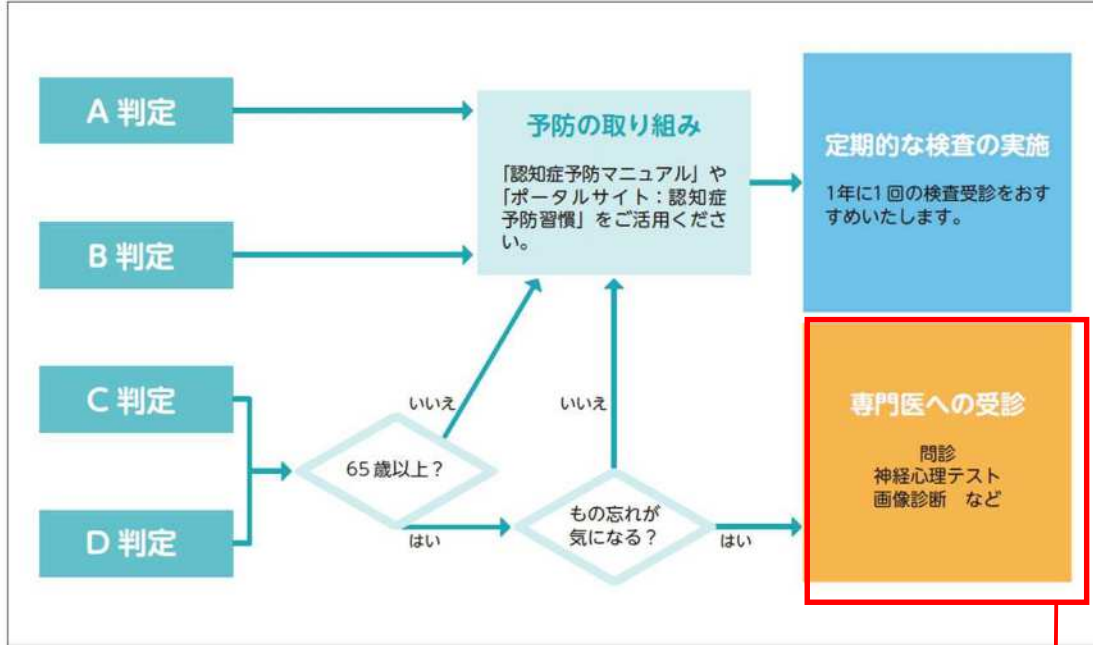 A 判定
B 判定
C 判定
D 判定
予防の取り組み
「認知症予防マニュアル」や
「ポータルサイト：認知症
予防習慣」をご活用くださ
い。
定期的な検査の実施
1年に1回の検査受診をおす
すめいたします。
いいえ
いいえ
65歳以上？
はい
もの忘れが
気になる？
はい
専門医への受診
問診
神経心理テスト
画像診断　など